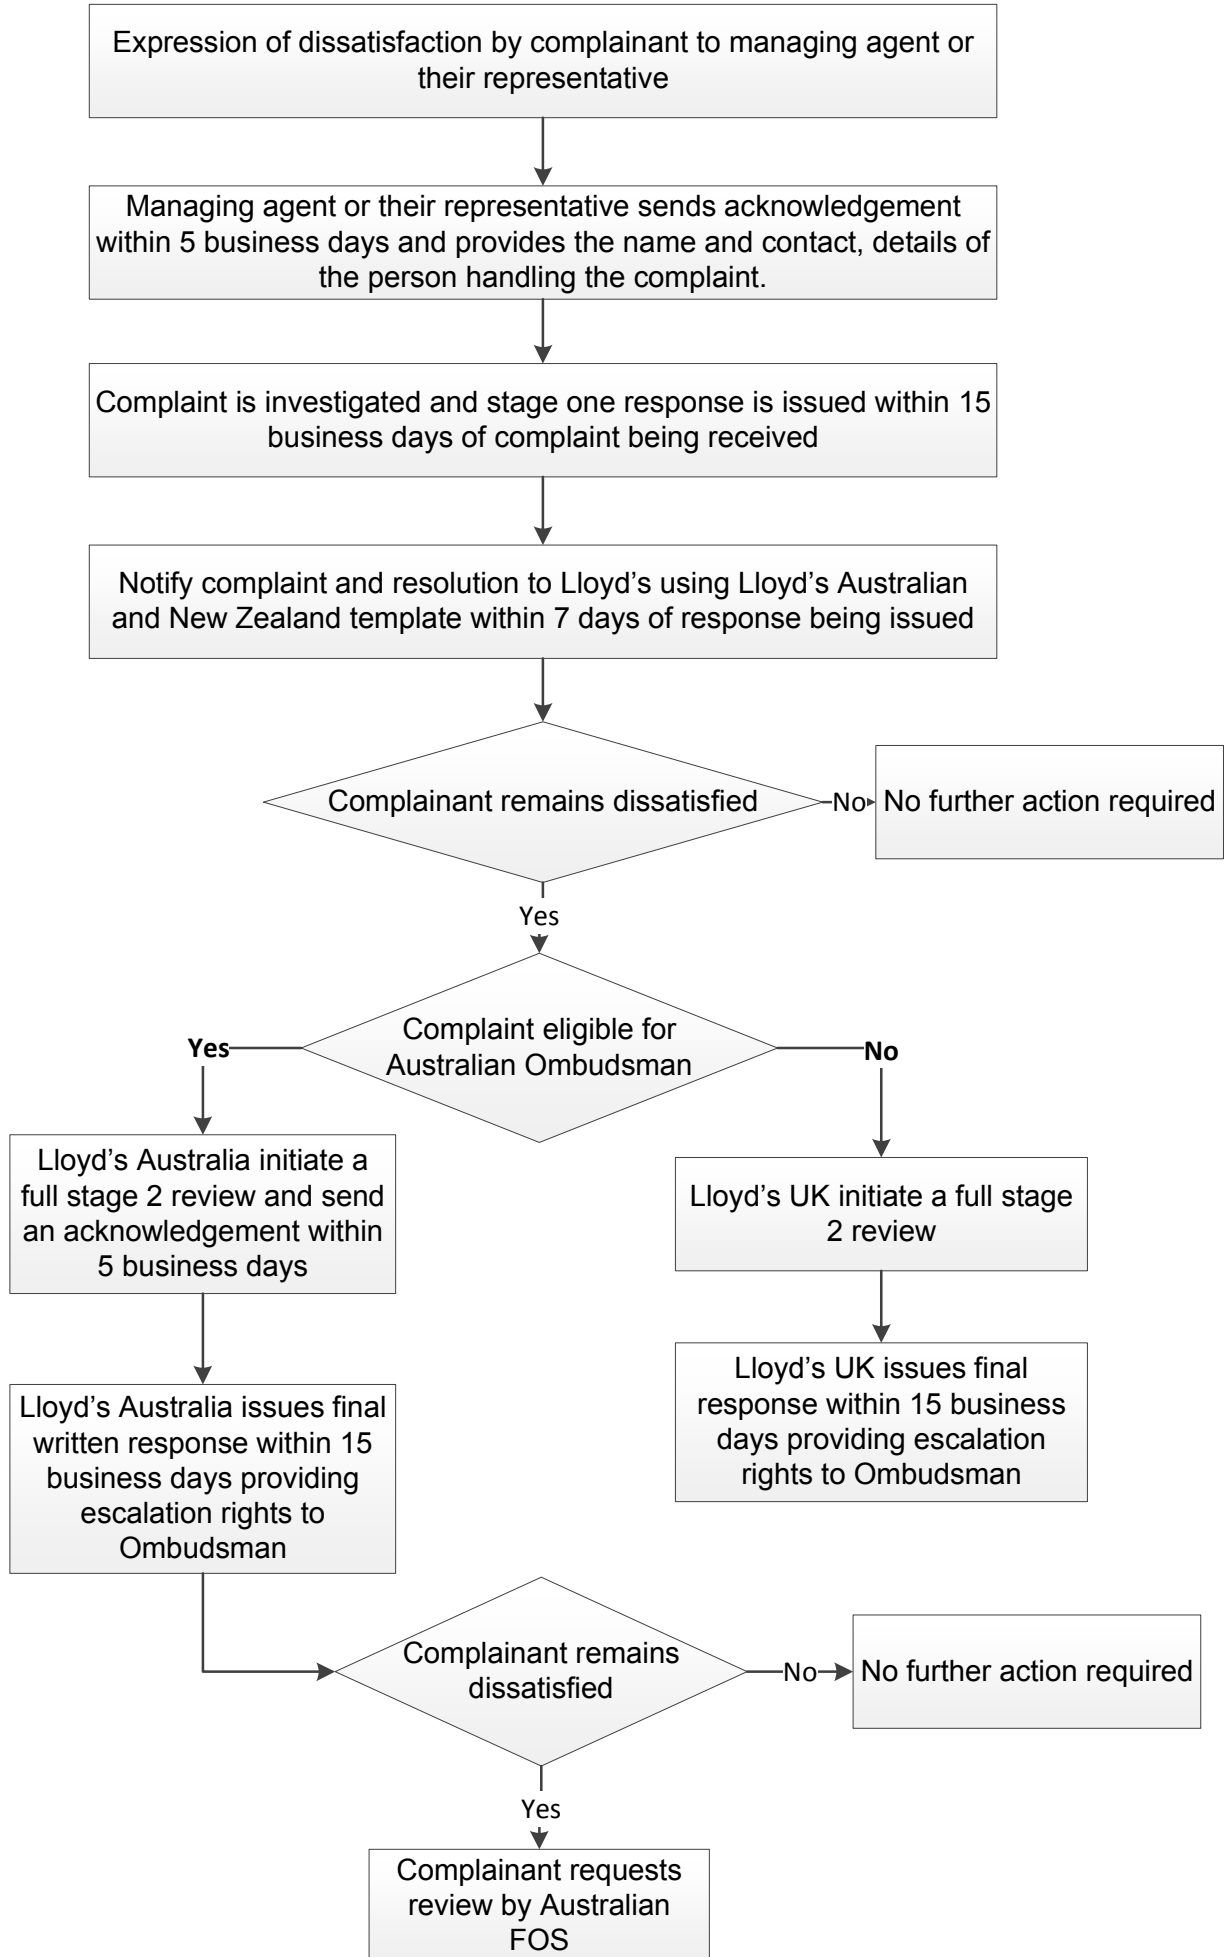 Expression of dissatisfaction by complainant to managing agent or
their representative
Managing agent or their representative sends acknowledgement
within 5 business days and provides the name and contact, details of
the person handling the complaint.
Complaint is investigated and stage one response is issued within 15
business days of complaint being received
Notify complaint and resolution to Lloyd’s using Lloyd’s Australian
and New Zealand template within 7 days of response being issued
Complainant remains dissatisfied
No
No further action required
Yes
Complaint eligible for
Australian Ombudsman
Yes
No
Lloyd’s Australia initiate a
full stage 2 review and send
an acknowledgement within
5 business days
Lloyd’s UK initiate a full stage
2 review
Lloyd’s Australia issues final
written response within 15
business days providing
escalation rights to
Ombudsman
Lloyd’s UK issues final
response within 15 business
days providing escalation
rights to Ombudsman
Complainant remains
dissatisfied
No
No further action required
Yes
Complainant requests
review by Australian
FOS